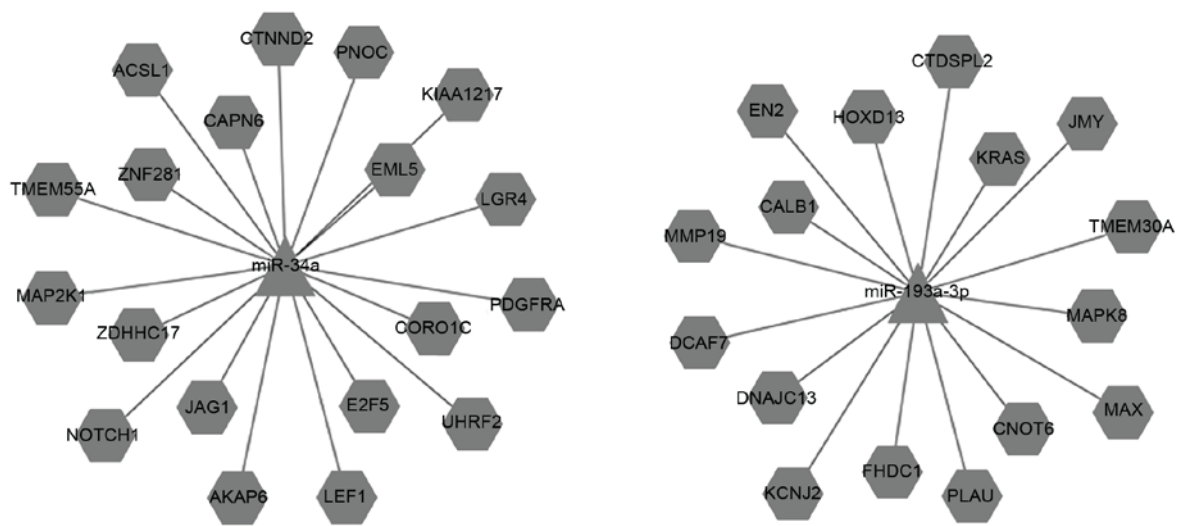 CTNND2
PNOC
ACSL1
KIAA1217
CAPN6
EML5
ZNF281
TMEM55A
LGR4
miR-34a
MAP2K1
PDGFRA
ZDHHC17
CORO1C
JAG1
E2F5
NOTCH1
UHRF2
AKAP6
LEF1
CTDSPL2
EN2
HOXD13
JMY
KRAS
CALB1
TMEM30A
MMP19
miR-193a-3p
MAPK8
DCAF7
DNAJC13
MAX
CNOT6
FHDC1
KCNJ2
PLAU